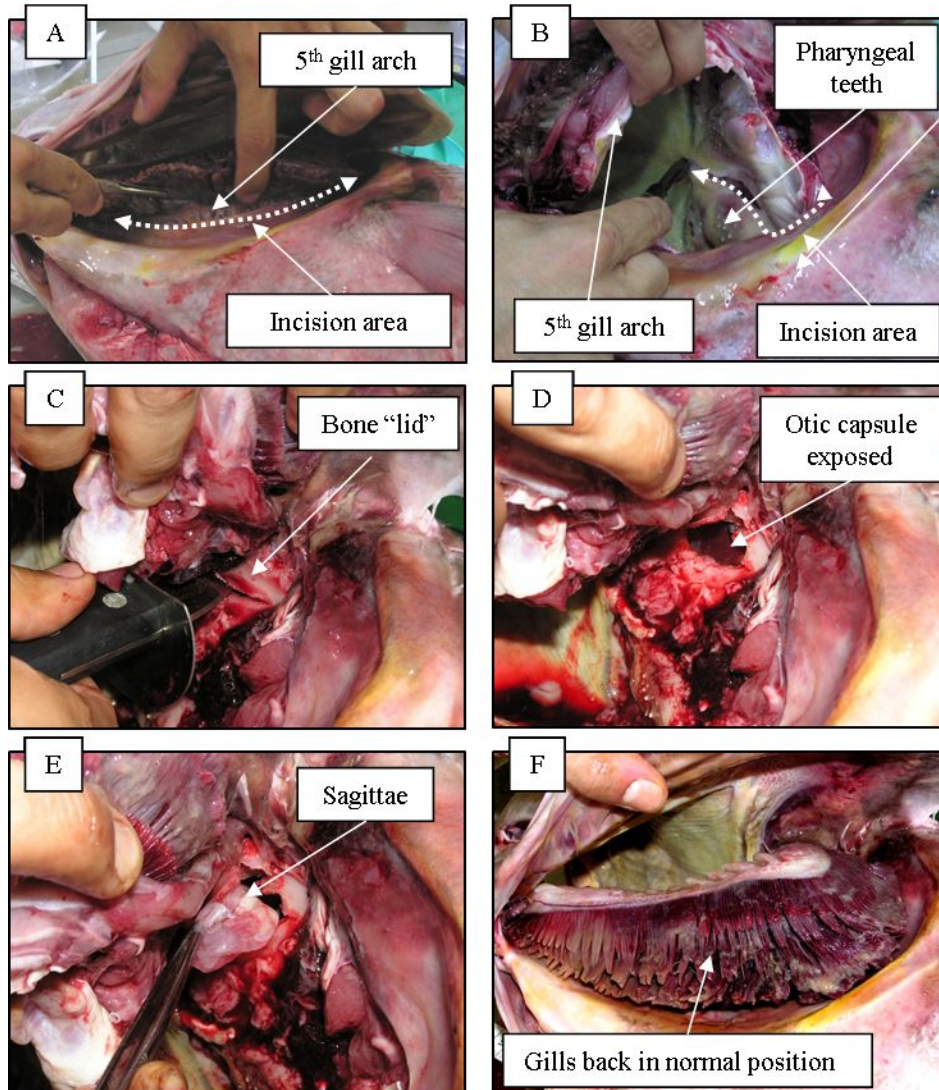 A
5th gill arch
Incision area
B
Pharyngeal
teeth
5th gill arch
Incision area
C
Bone “lid”
D
Otic capsule
exposed
E
Sagittae
F
Gills back in normal position